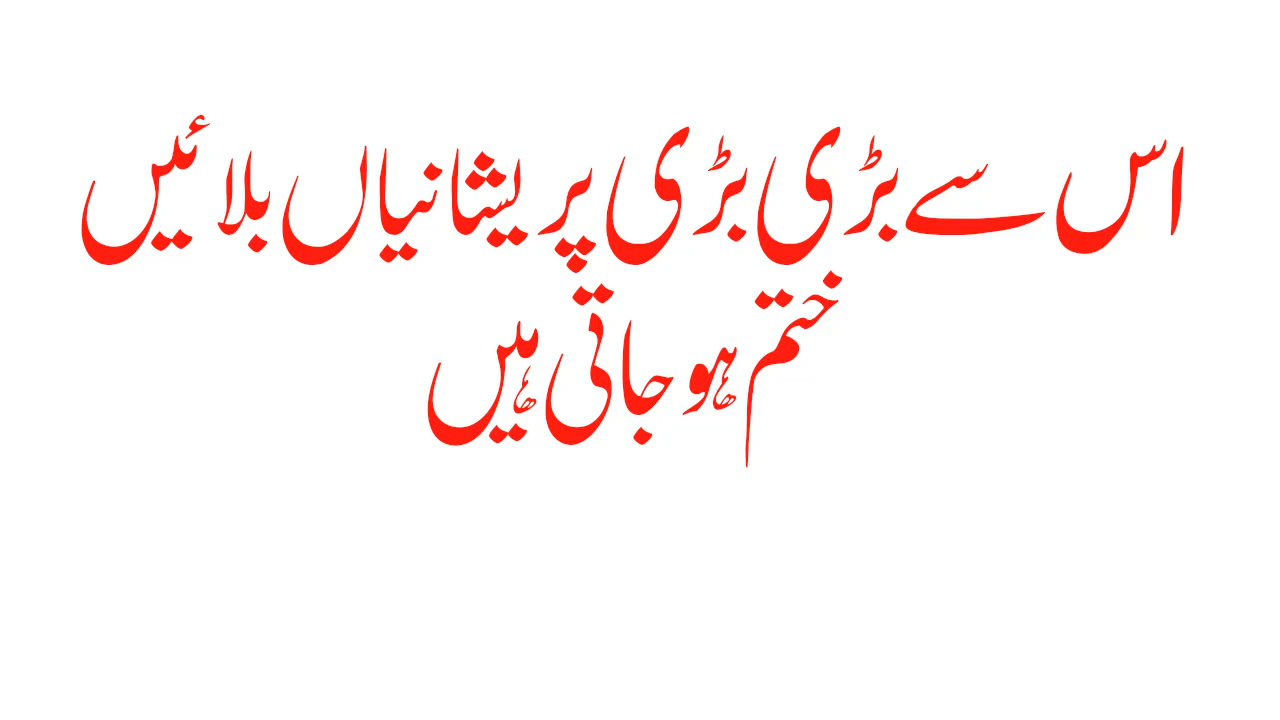 اس سے بڑی بڑی پریشانیاں بلائیں
ختم ہو جاتی ہیں